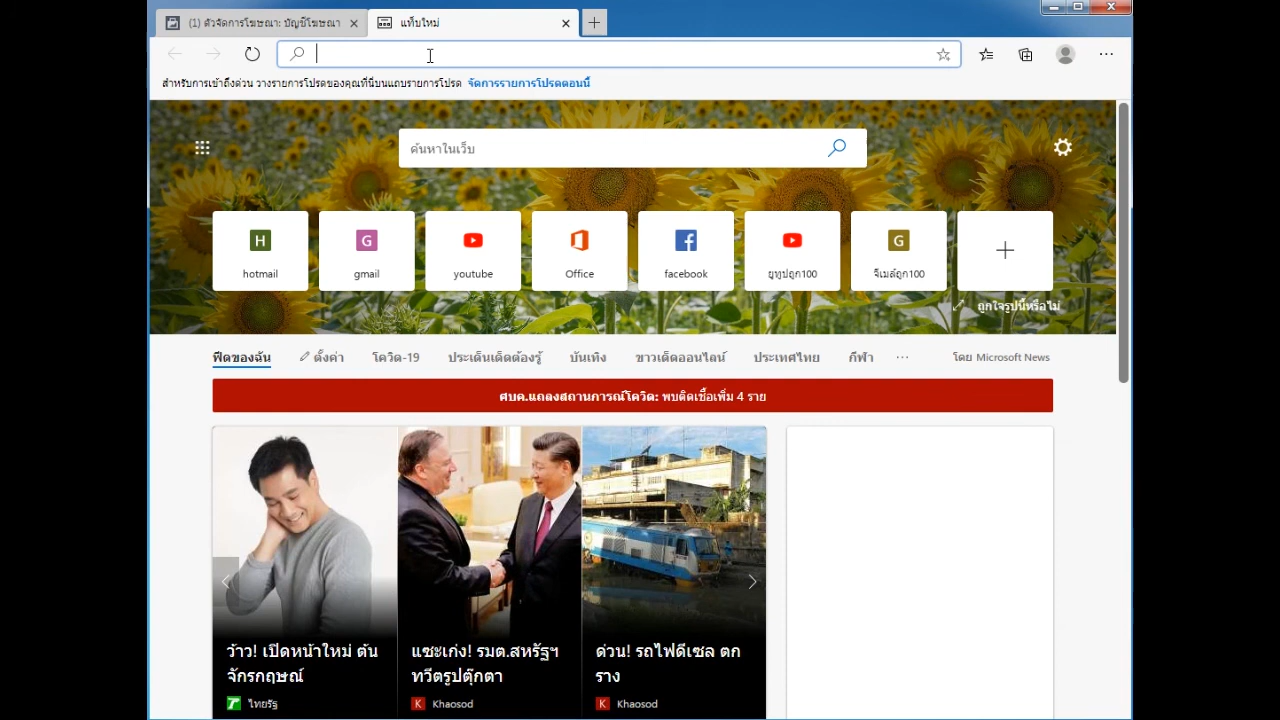 (1) ตัวจัดการโฆษณา: บัญชีโฆษณา
แท็บใหม่
สำหรับการเข้าถึงด่วน วางรายการโปรดของคุณที่นี่บนแถบรายการโปรด จัดการรายการโปรดตอนนี้
ค้นหาในเว็บ
H
hotmail
G
gmail
youtube
Office
facebook
ยูทูปถูก100
G
จีเมล์ถูก100
ถูกใจรูปนี้หรือไม่
ฟีดของฉัน
ตั้งค่า
โควิด-19
ประเด็นเด็ดต้องรู้
บันเทิง
ขาวเด็ดออนไลน์
ประเทศไทย
กีฬา
โดย Microsoft News
ศบค.แถลงสถานการณ์โควิด: พบติดเชื้อเพิ่ม 4 ราย
ว้าว! เปิดหน้าใหม่ ต้น
จักรกฤษณ์
T ไทยรัฐ
แซะเก่ง! รมต.สหรัฐฯ
ทวีตรูปตุ๊กตา
K Khaosod
ด่วน! รถไฟดีเซล ตก
ราง
K Khaosod